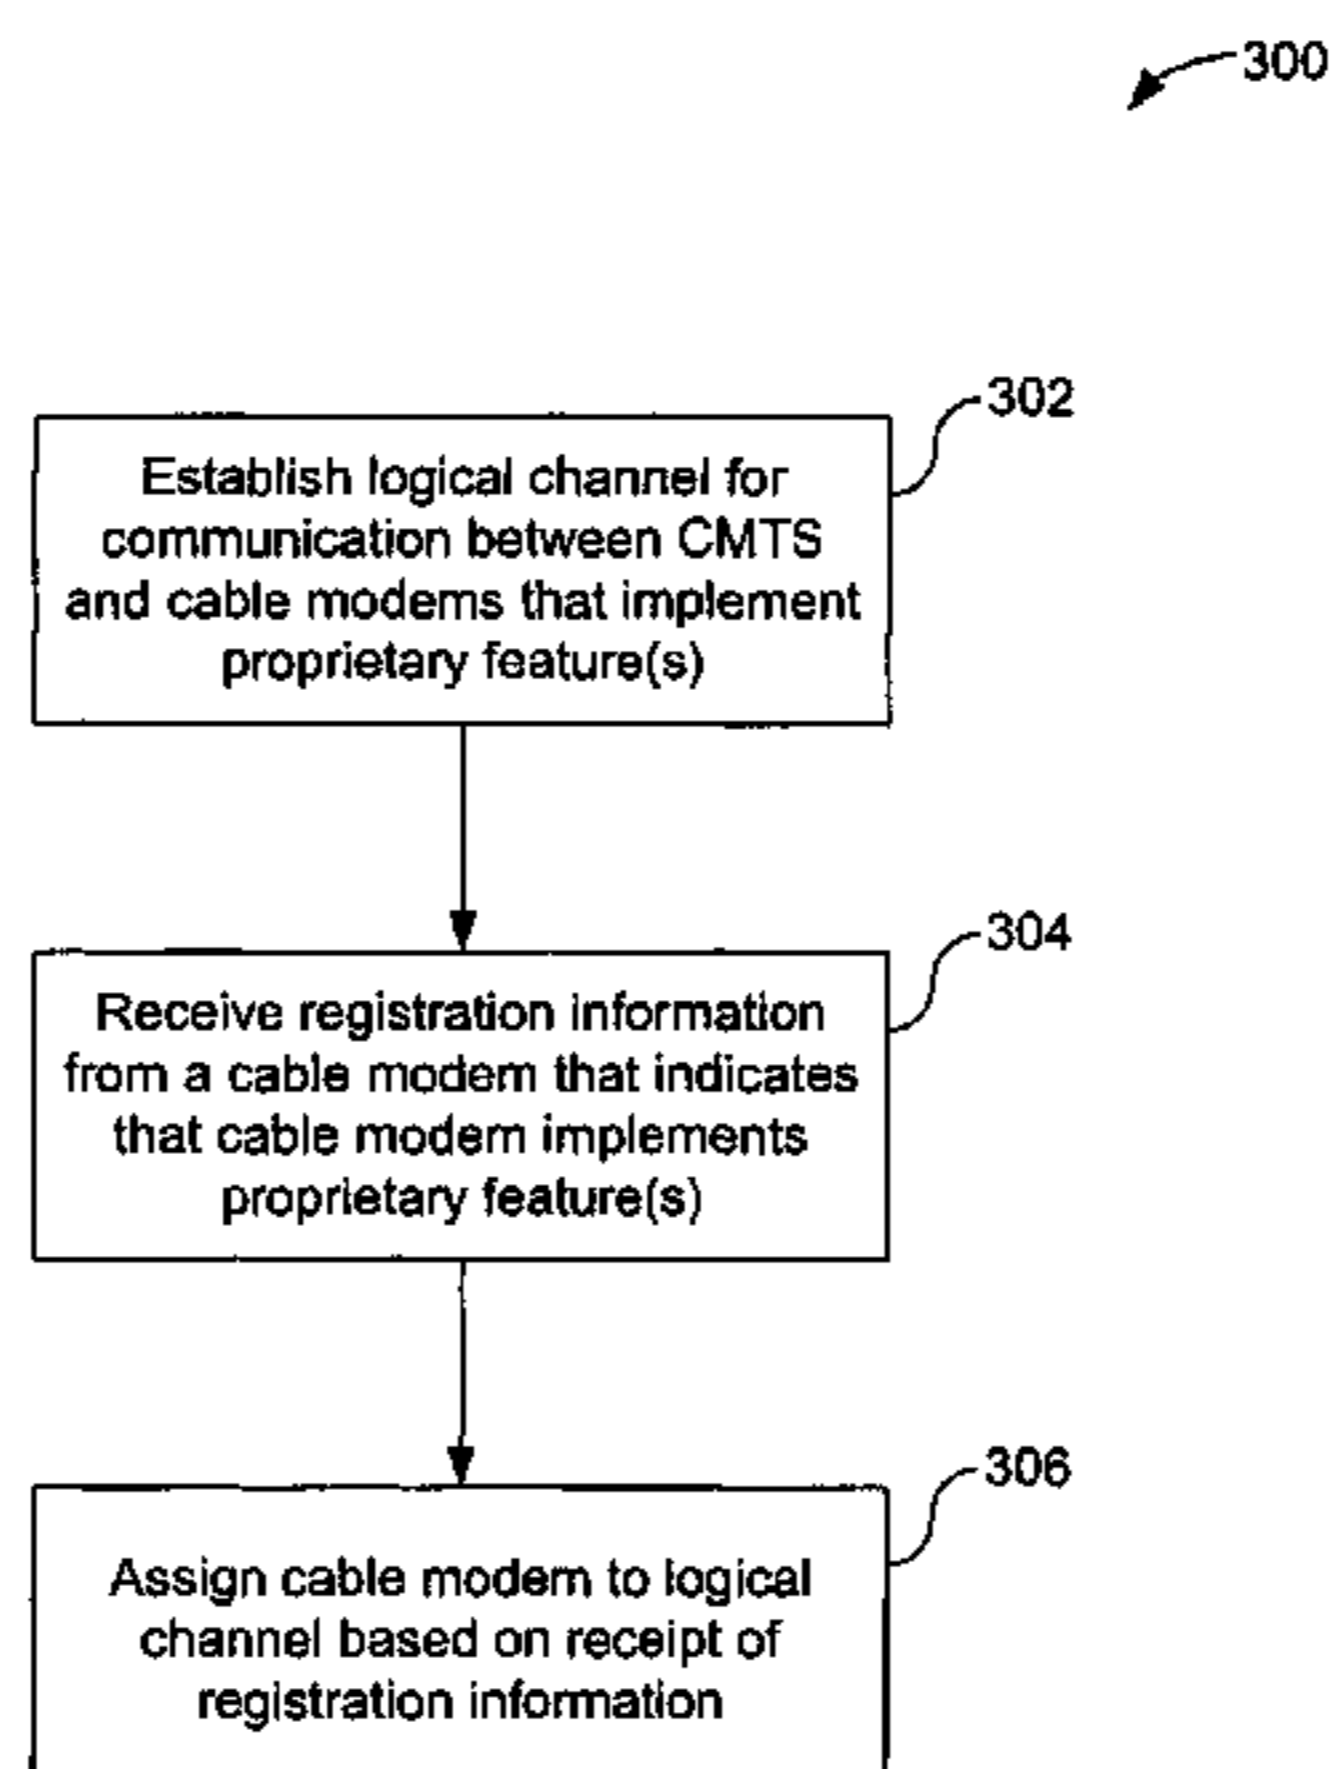 300
302
Establish logical channel for
communication between CMTS
and cable modems that implement
proprietary feature(s)
304
Receive registration information
from a cable modem that indicates
that cable modem implements
proprietary feature(s)
306
Assign cable modem to logical
channel based on receipt of
registration information